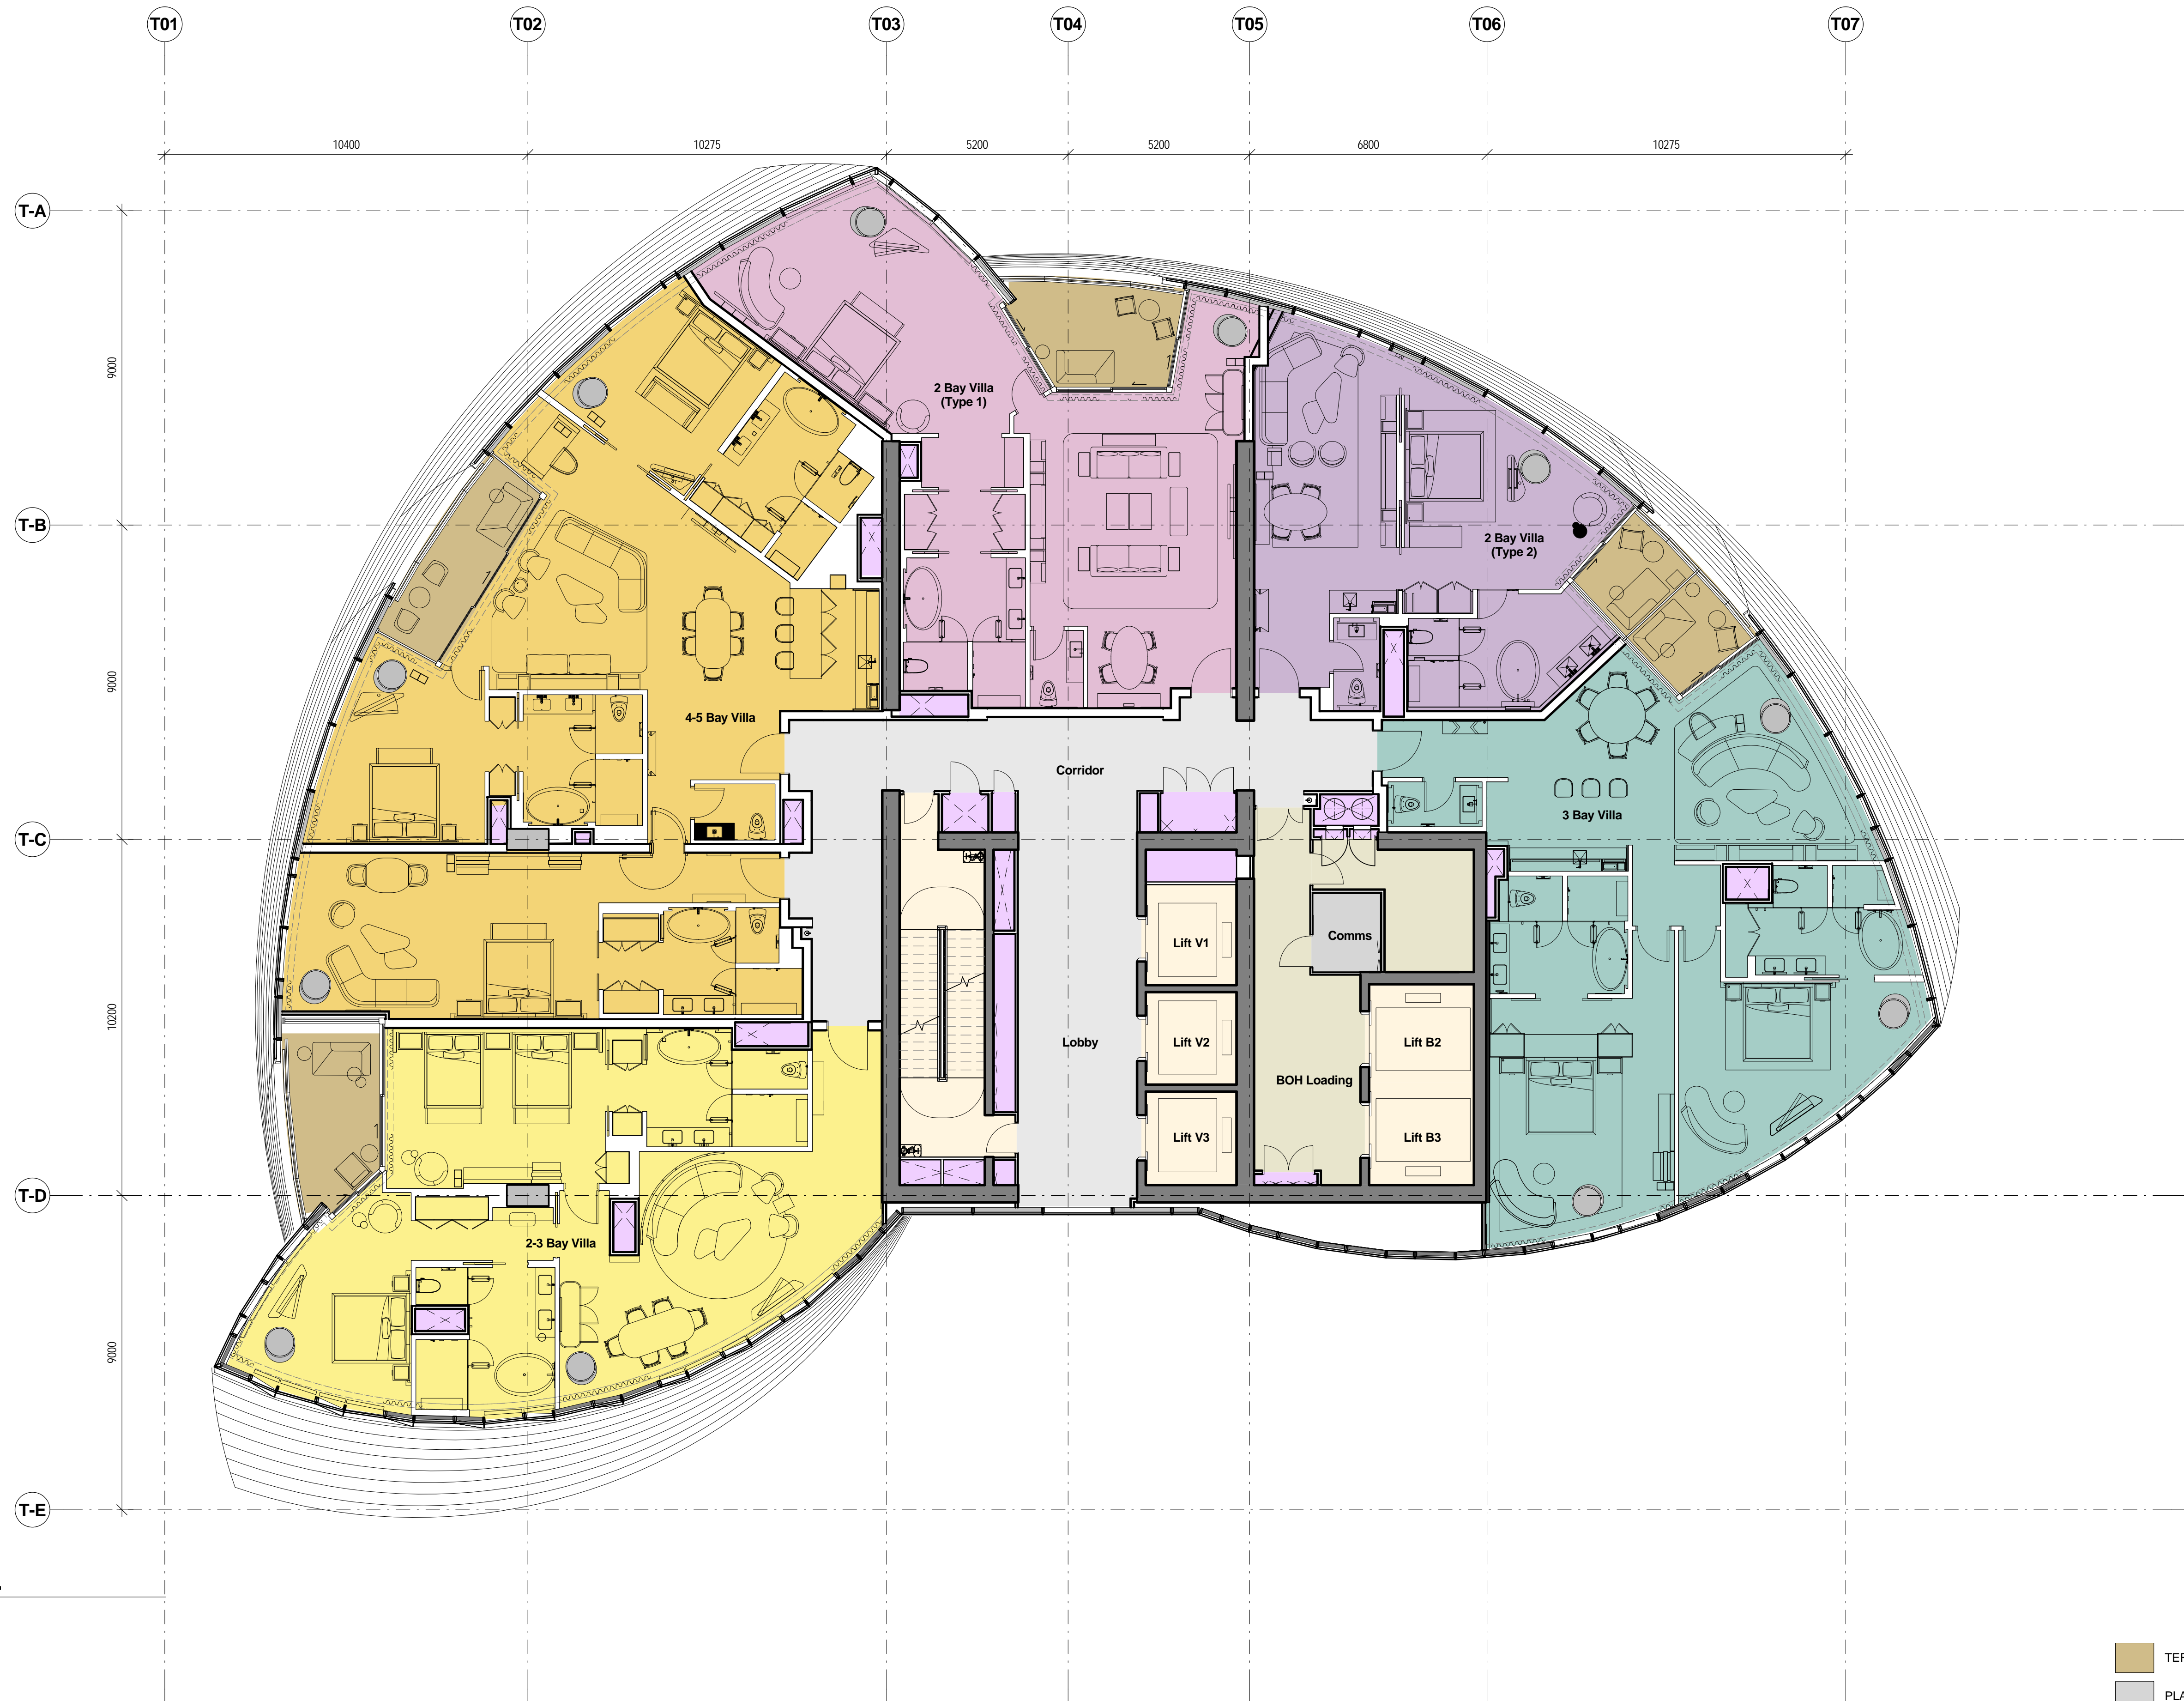 T01 T02 T03 T04 T05 T06 T07
10400 10275 5200 5200 6800 10275
T-A
9000
2 Bay Villa
(Type 1)
T-B
2 Bay Villa
(Type 2)
9000
4-5 Bay Villa
Corridor
3 Bay Villa
T-C
Comms
Lift V1
10200
Lobby
Lift V2
Lift B2
BOH Loading
Lift V3
Lift B3
T-D
2-3 Bay Villa
9000
T-E